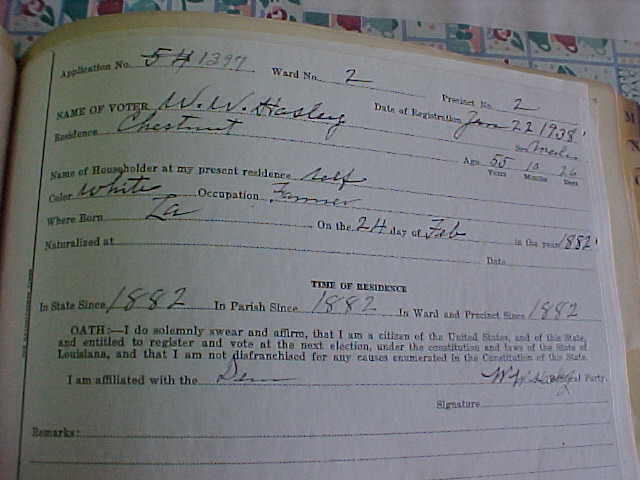 Application No. 5 H 1397 Ward No. 2 Precinct No. 2
NAME OF VOTER W. W. Hasley Date of Registration Jan 22 1938
Residence Chestnut Sex Male
Age 55 10 26
Years Months Days
Name of Householder at my present residence self
Color White Occupation Farmer
Where Born La On the 24 day of Feb in the year 1882
Naturalized at Date
TIME OF RESIDENCE
In State Since 1882 In Parish Since 1882 In Ward and Precinct Since 1882
OATH:—I do solemnly swear and affirm, that I am a citizen of the United States, and of this State,
and entitled to register and vote at the next election, under the constitution and laws of the State of
Louisiana, and that I am not disfranchised for any causes enumerated in the Constitution of this State.
I am affiliated with the Dem Party.
W W Hasley
Signature
Remarks: